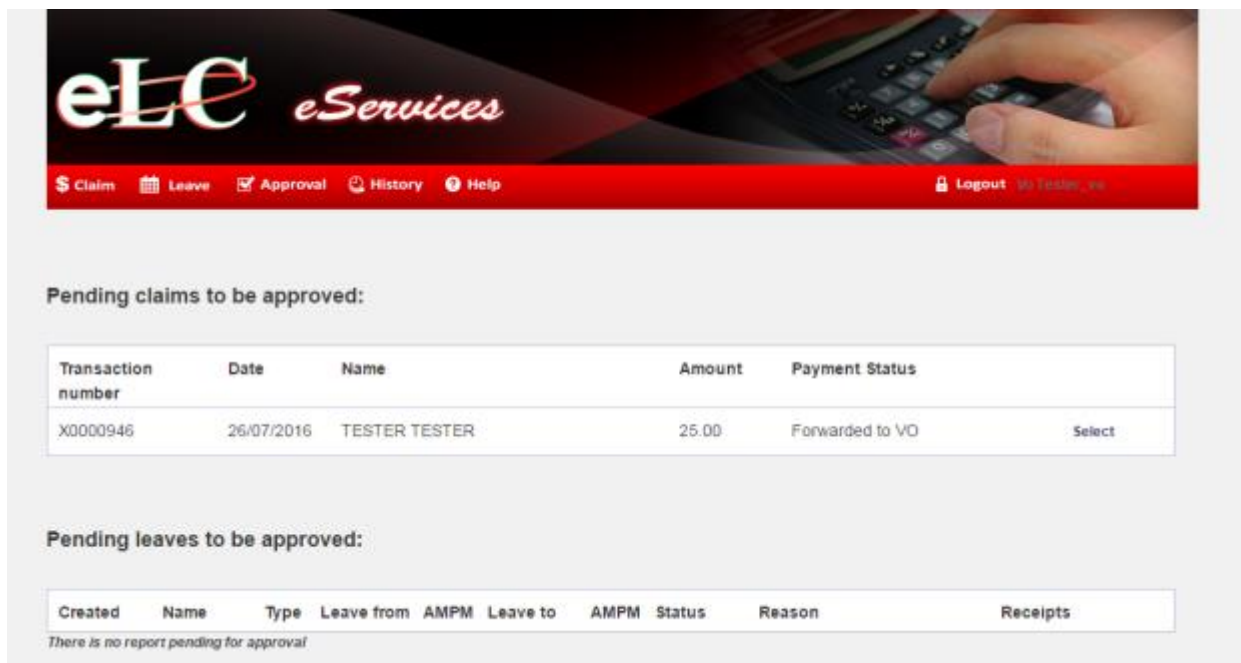 eLC eServices
$ Claim Leave Approval History Help Logout Vo Tester_vo
Pending claims to be approved:
Transaction number Date Name Amount Payment Status
X0000946 26/07/2016 TESTER TESTER 25.00 Forwarded to VO Select
Pending leaves to be approved:
Created Name Type Leave from AMPM Leave to AMPM Status Reason Receipts
There is no report pending for approval